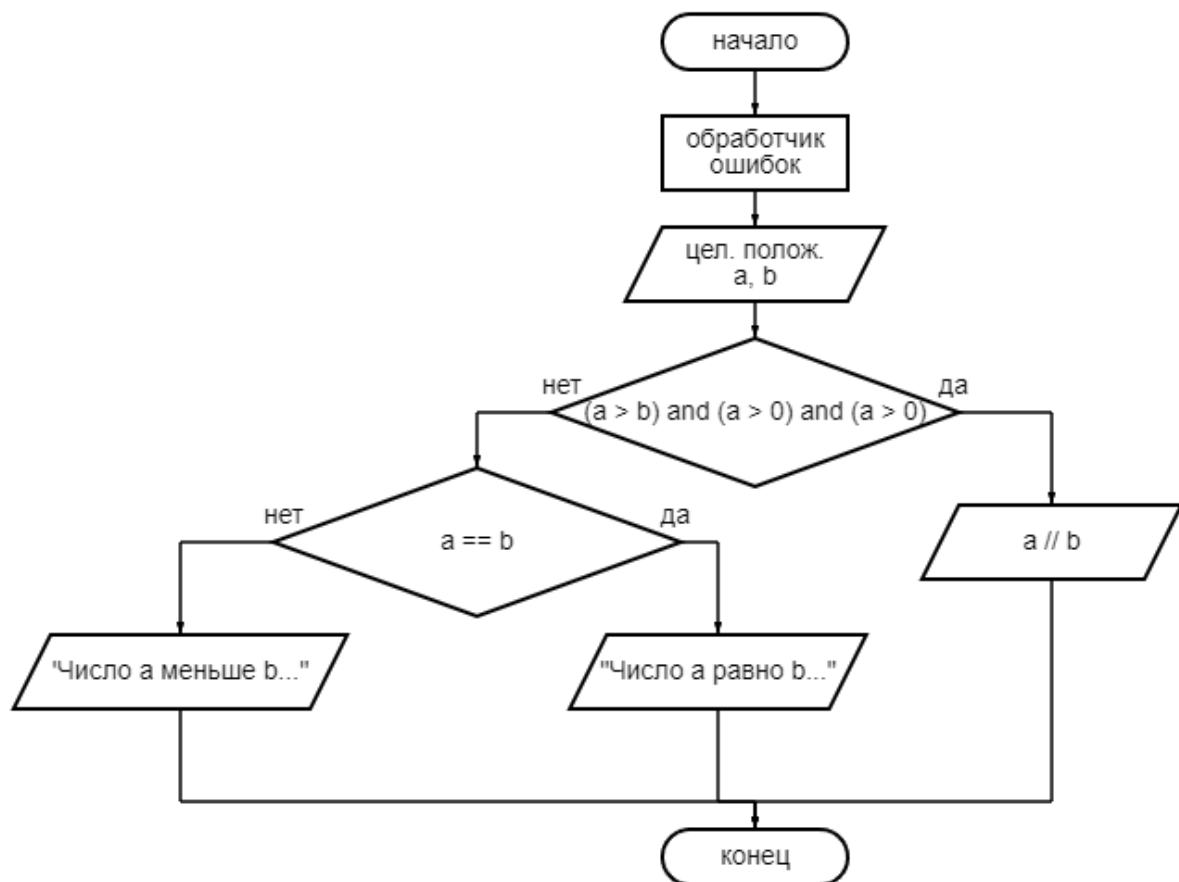 начало
обработчик
ошибок
цел. полож.
a, b
нет
да
(a > b) and (a > 0) and (a > 0)
нет
да
a == b
a // b
"Число a меньше b..."
"Число a равно b..."
конец